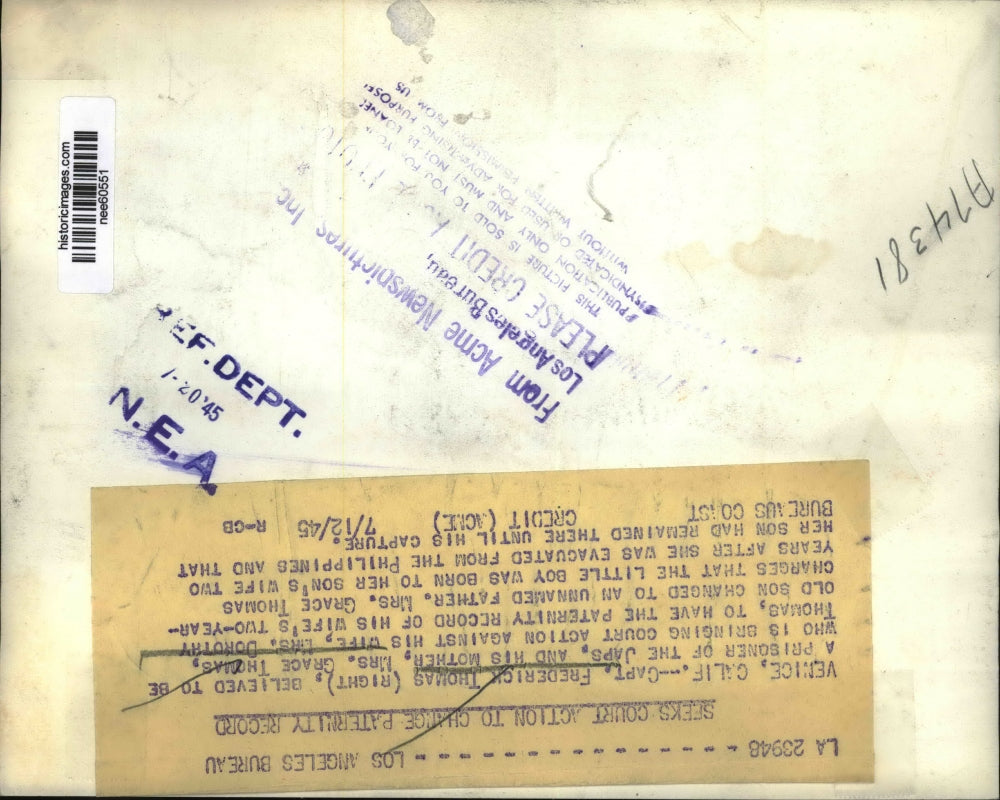 historicimages.com
nee60551
A74381
From Acme Newspictures, Inc.
Los Angeles Bureau,
PLEASE CREDIT
THIS PICTURE IS SOLD TO YOU FO YO
PUBLICATION ONLY AND MUST NOT BE LOANED
SYNDICATED OR USED FOR ADVERTISING PURPOSES
WITHOUT WRITTEN PERMISSION FROM US
REF. DEPT.
7-20'45
N.E.A.
LA 23948 - - - - - - - - - - - - - - - - - - - LOS ANGELES BUREAU
SEEKS COURT ACTION TO CHANGE PATERNITY RECORD
VENICE, CALIF.--CAPT. FREDERICK THOMAS (RIGHT), BELIEVED TO BE
A PRISONER OF THE JAPS, AND HIS MOTHER, MRS. GRACE THOMAS,
WHO IS BRINGING COURT ACTION AGAINST HIS WIFE, MRS. DOROTHY
THOMAS, TO HAVE THE PATERNITY RECORD OF HIS WIFE'S TWO-YEAR-
OLD SON CHANGED TO AN UNNAMED FATHER. MRS. GRACE THOMAS
CHARGES THAT THE LITTLE BOY WAS BORN TO HER SON'S WIFE TWO
YEARS AFTER SHE WAS EVACUATED FROM THE PHILIPPINES AND THAT
HER SON HAD REMAINED THERE UNTIL HIS CAPTURE.
BUREAUS COAST CREDIT (ACME) 7/12/45 R-CB